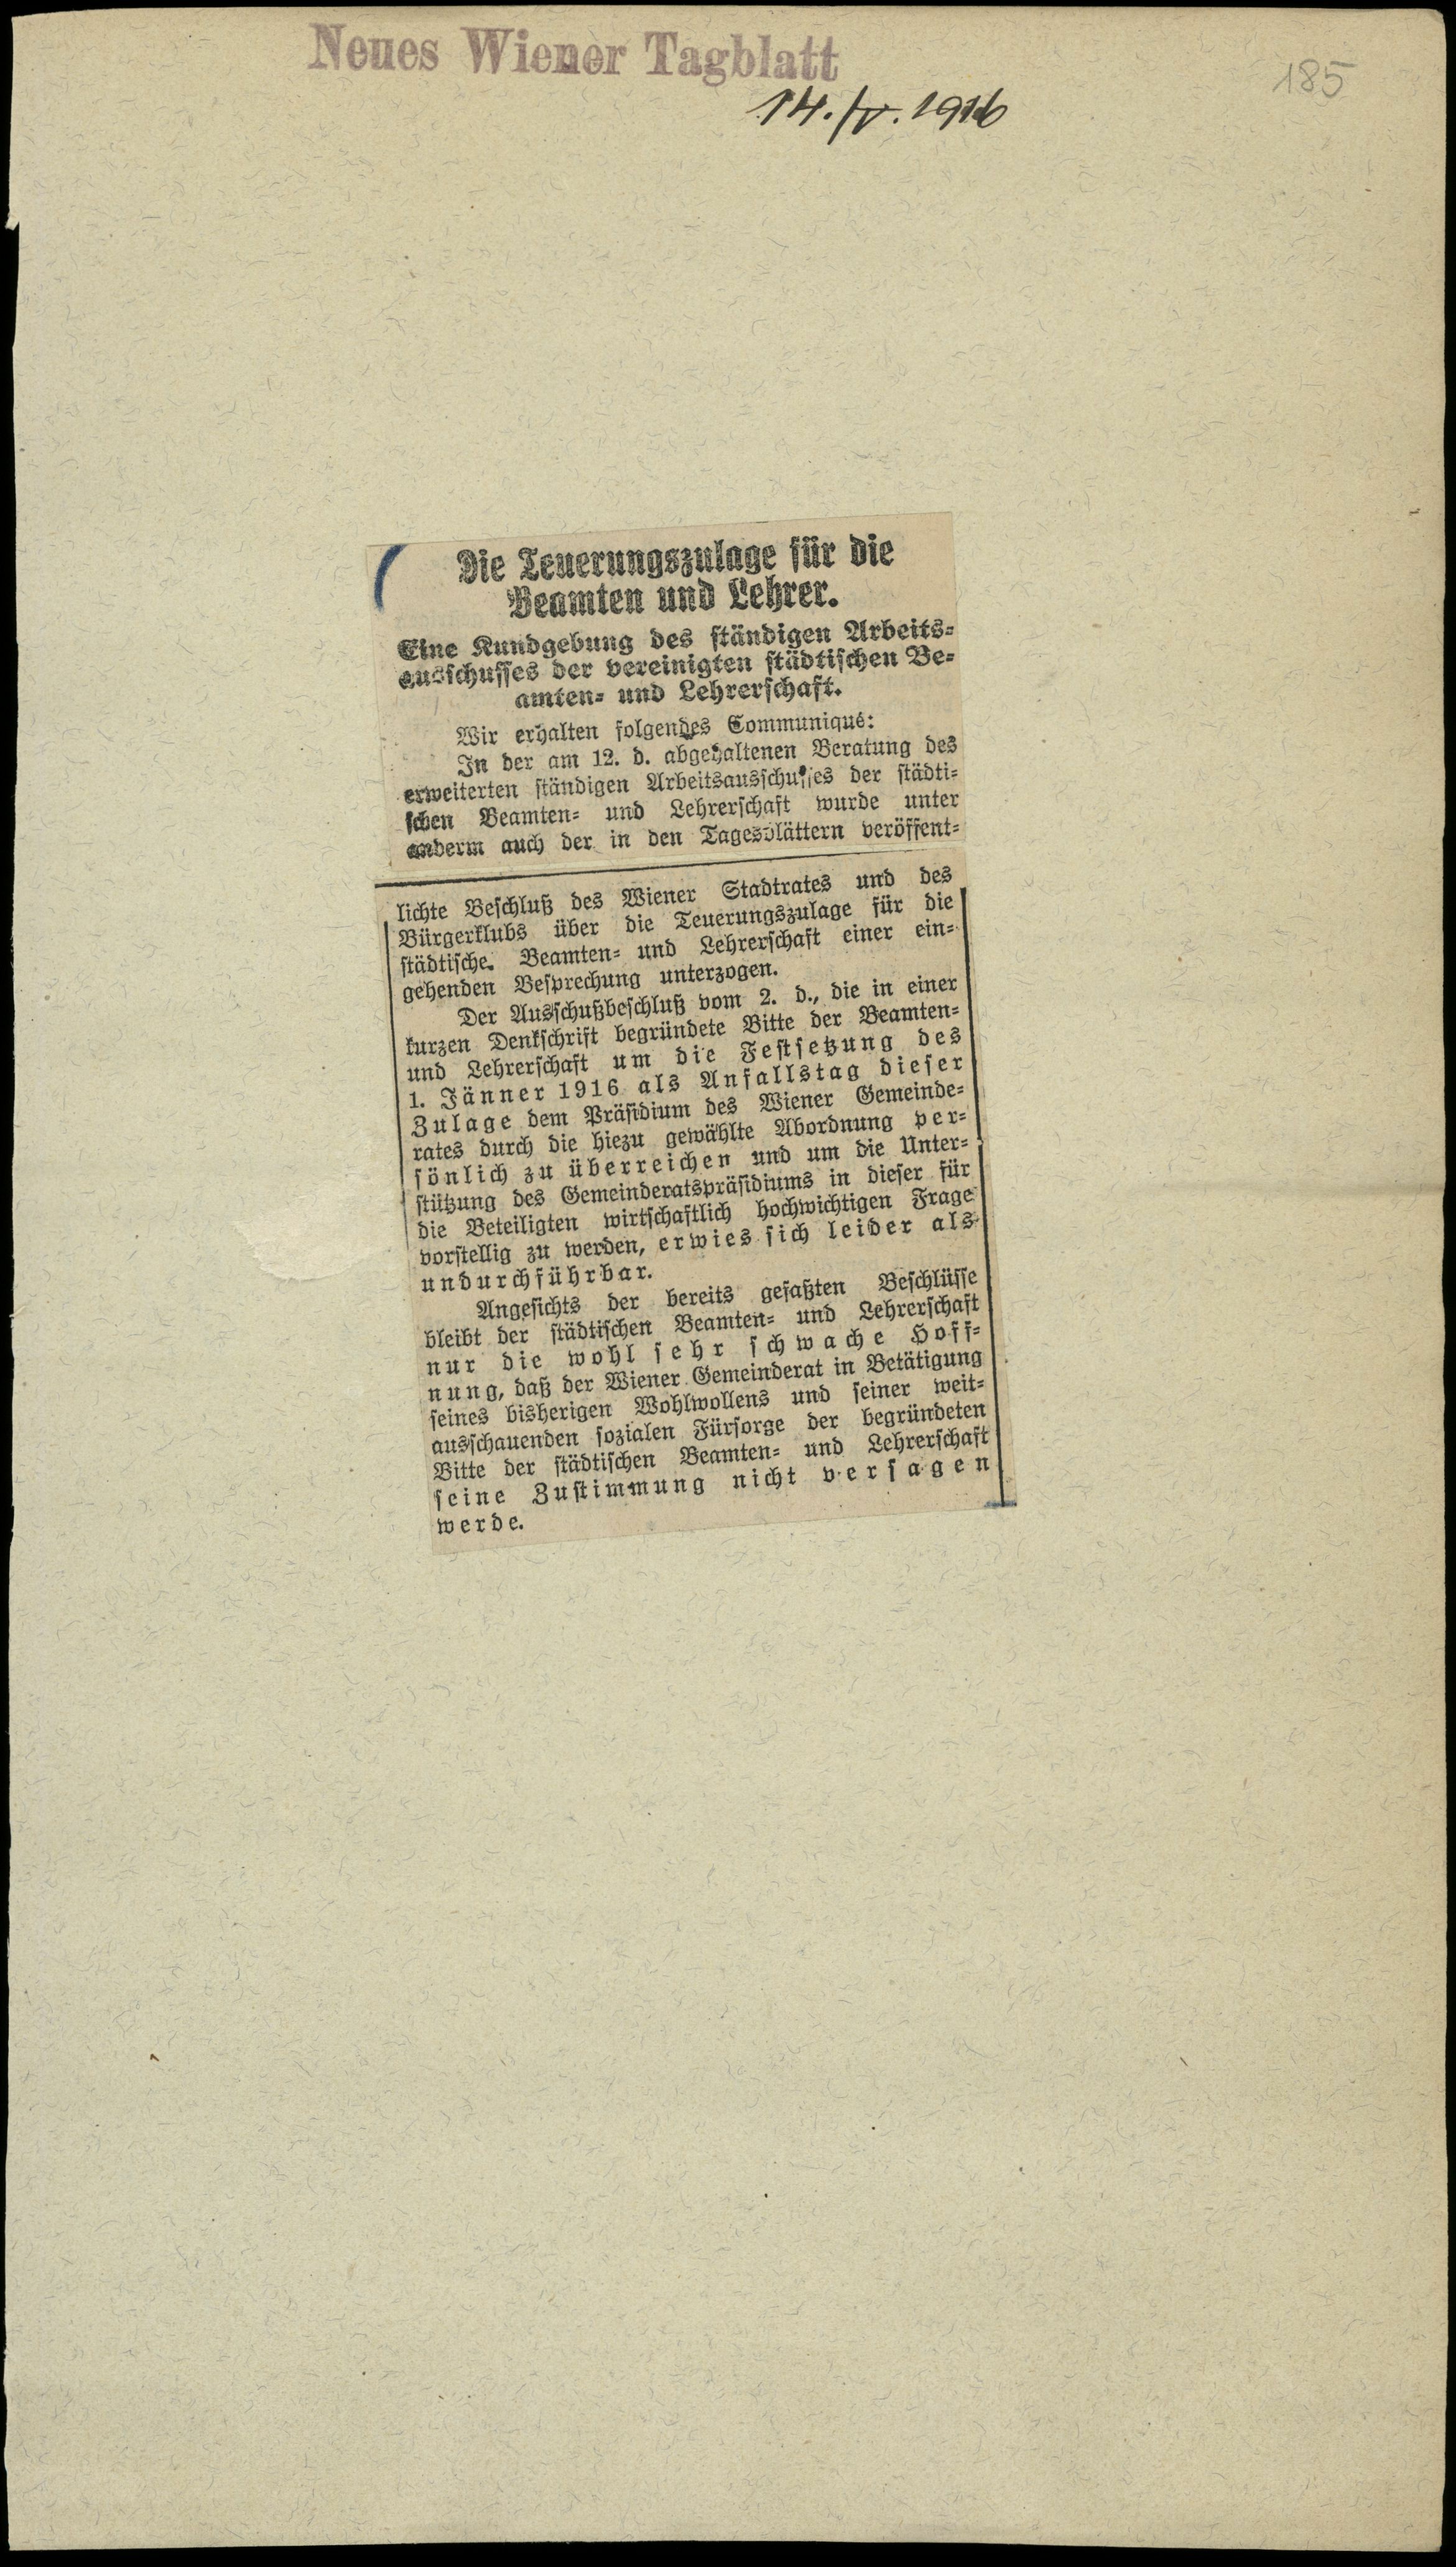 Neues Wiener Tagblatt
14./V. 1916
185
Die Teuerungszulage für die
Beamten und Lehrer.
Eine Kundgebung des ständigen Arbeits-
ausschusses der vereinigten städtischen Be-
amten- und Lehrerschaft.
Wir erhalten folgendes Communiqué:
In der am 12. d. abgehaltenen Beratung des
erweiterten ständigen Arbeitsausschusses der städti-
schen Beamten- und Lehrerschaft wurde unter
anderm auch der in den Tagesblättern veröffent-
lichte Beschluß des Wiener Stadtrates und des
Bürgerklubs über die Teuerungszulage für die
städtische. Beamten- und Lehrerschaft einer ein-
gehenden Besprechung unterzogen.
Der Ausschußbeschluß vom 2. d., die in einer
kurzen Denkschrift begründete Bitte der Beamten-
und Lehrerschaft um die Festsetzung des
1. Jänner 1916 als Anfallstag dieser
Zulage dem Präsidium des Wiener Gemeinde-
rates durch die hiezu gewählte Abordnung per-
sönlich zu überreichen und um die Unter-
stützung des Gemeinderatspräsidiums in dieser für
die Beteiligten wirtschaftlich hochwichtigen Frage
vorstellig zu werden, erwies sich leider als
undurchführbar.
Angesichts der bereits gefaßten Beschlüsse
bleibt der städtischen Beamten- und Lehrerschaft
nur die wohl sehr schwache Hoff-
nung, daß der Wiener Gemeinderat in Betätigung
seines bisherigen Wohlwollens und seiner weit-
ausschauenden sozialen Fürsorge der begründeten
Bitte der städtischen Beamten- und Lehrerschaft
seine Zustimmung nicht versagen
werde.